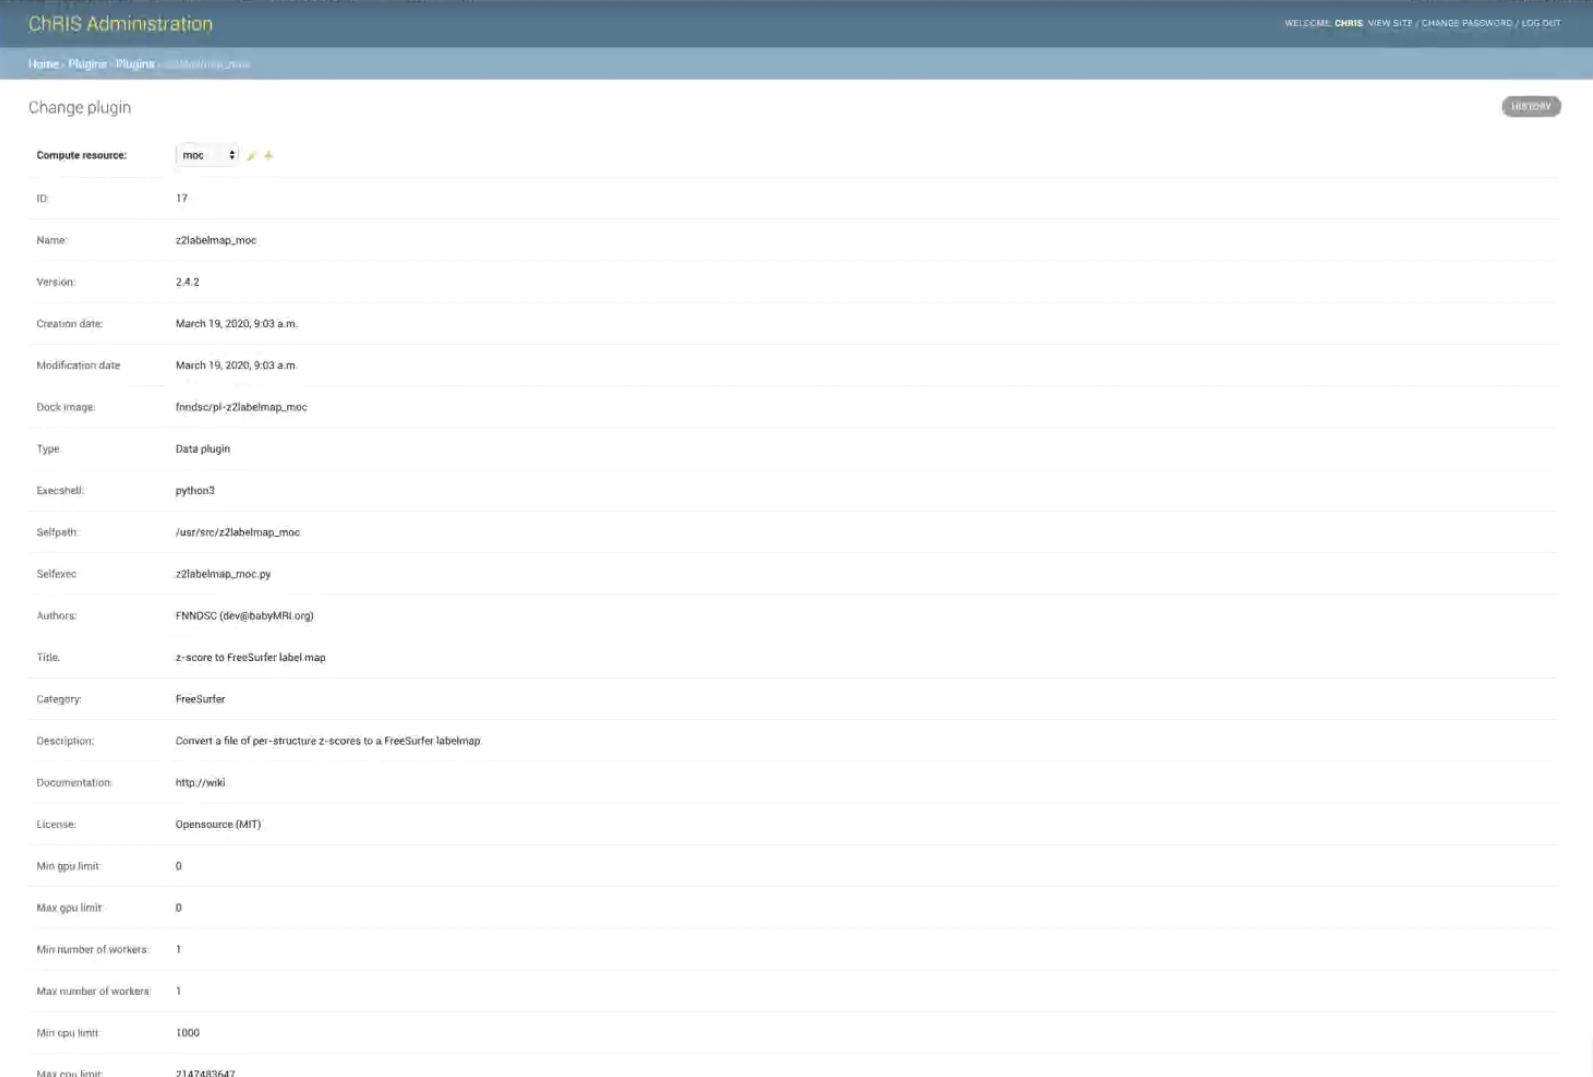 ChRIS Administration
WELCOME, CHRIS. VIEW SITE / CHANGE PASSWORD / LOG OUT
Home › Plugins › Plugins › z2labelmap_moc
Change plugin
HISTORY
Compute resource: moc
ID: 17
Name: z2labelmap_moc
Version: 2.4.2
Creation date: March 19, 2020, 9:03 a.m.
Modification date: March 19, 2020, 9:03 a.m.
Dock image: fnndsc/pl-z2labelmap_moc
Type: Data plugin
Execshell: python3
Selfpath: /usr/src/z2labelmap_moc
Selfexec: z2labelmap_moc.py
Authors: FNNDSC (dev@babyMRI.org)
Title: z-score to FreeSurfer label map
Category: FreeSurfer
Description: Convert a file of per-structure z-scores to a FreeSurfer labelmap.
Documentation: http://wiki
License: Opensource (MIT)
Min gpu limit: 0
Max gpu limit: 0
Min number of workers: 1
Max number of workers: 1
Min cpu limit: 1000
Max cpu limit: 2147483647